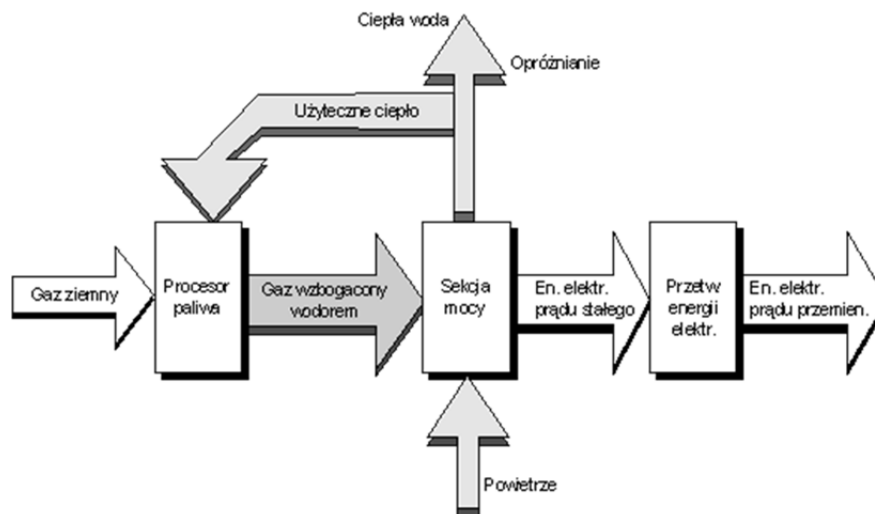 Ciepła woda
Opróżnianie
Użyteczne ciepło
Gaz ziemny
Procesor
paliwa
Gaz wzbogacony
wodorem
Sekcja
mocy
En. elektr.
prądu stałego
Przetw
energii
elektr.
En. elektr.
prądu przemien.
Powietrze